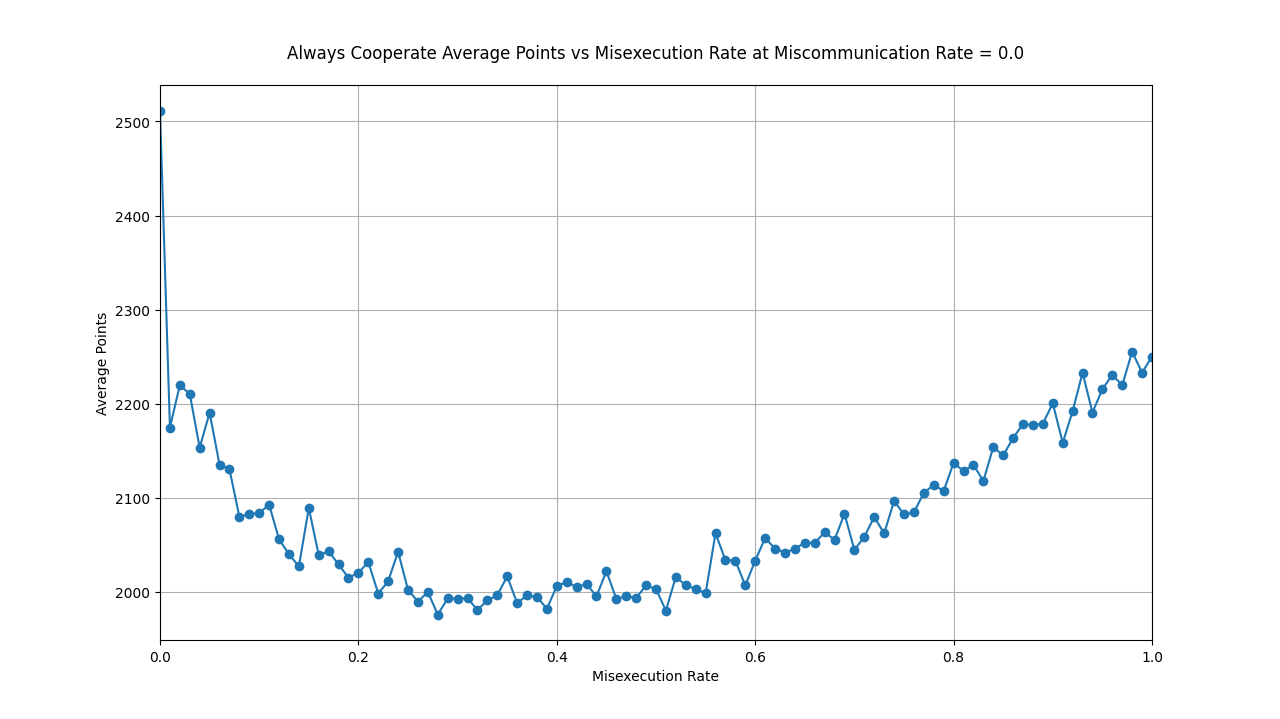 Always Cooperate Average Points vs Misexecution Rate at Miscommunication Rate = 0.0
2500
2400
2300
2200
2100
2000
Average Points
0.0 0.2 0.4 0.6 0.8 1.0
Misexecution Rate